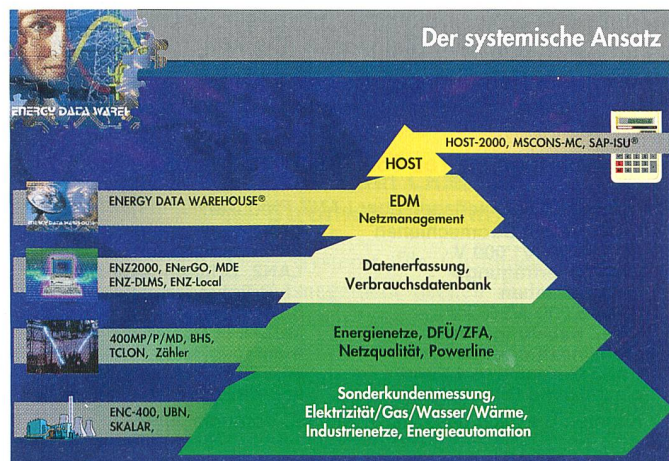 Der systemische Ansatz
ENERGY DATA WAREH
HOST-2000, MSCONS-MC, SAP-ISU®
HOST
ENERGY DATA WAREHOUSE®
EDM
Netzmanagement
ENZ2000, ENerGO, MDE
ENZ-DLMS, ENZ-Local
Datenerfassung,
Verbrauchsdatenbank
400MP/P/MD, BHS,
TCLON, Zähler
Energienetze, DFÜ/ZFA,
Netzqualität, Powerline
ENC-400, UBN,
SKALAR,
Sonderkundenmessung,
Elektrizität/Gas/Wasser/Wärme,
Industrienetze, Energieautomation